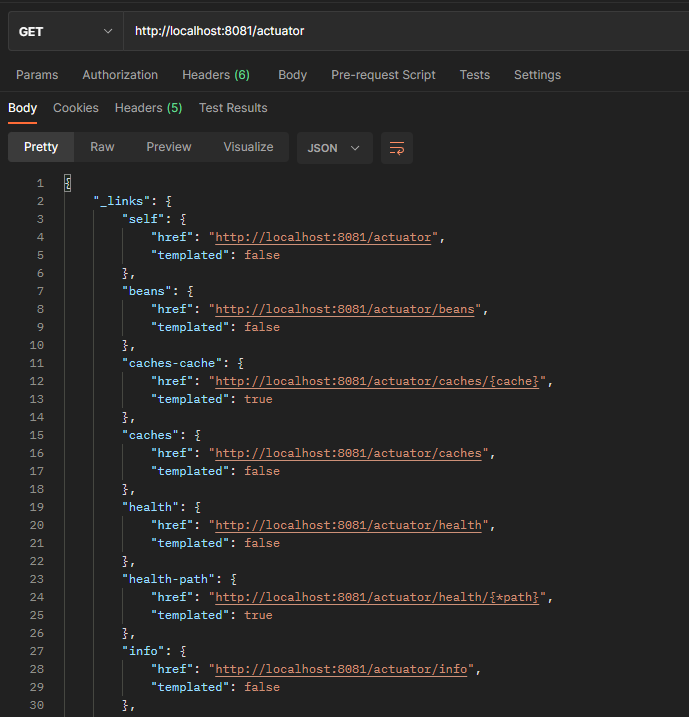 GET http://localhost:8081/actuator
Params Authorization Headers (6) Body Pre-request Script Tests Settings
Body Cookies Headers (5) Test Results
Pretty Raw Preview Visualize JSON
1 {
2 "_links": {
3 "self": {
4 "href": "http://localhost:8081/actuator",
5 "templated": false
6 },
7 "beans": {
8 "href": "http://localhost:8081/actuator/beans",
9 "templated": false
10 },
11 "caches-cache": {
12 "href": "http://localhost:8081/actuator/caches/{cache}",
13 "templated": true
14 },
15 "caches": {
16 "href": "http://localhost:8081/actuator/caches",
17 "templated": false
18 },
19 "health": {
20 "href": "http://localhost:8081/actuator/health",
21 "templated": false
22 },
23 "health-path": {
24 "href": "http://localhost:8081/actuator/health/{*path}",
25 "templated": true
26 },
27 "info": {
28 "href": "http://localhost:8081/actuator/info",
29 "templated": false
30 },